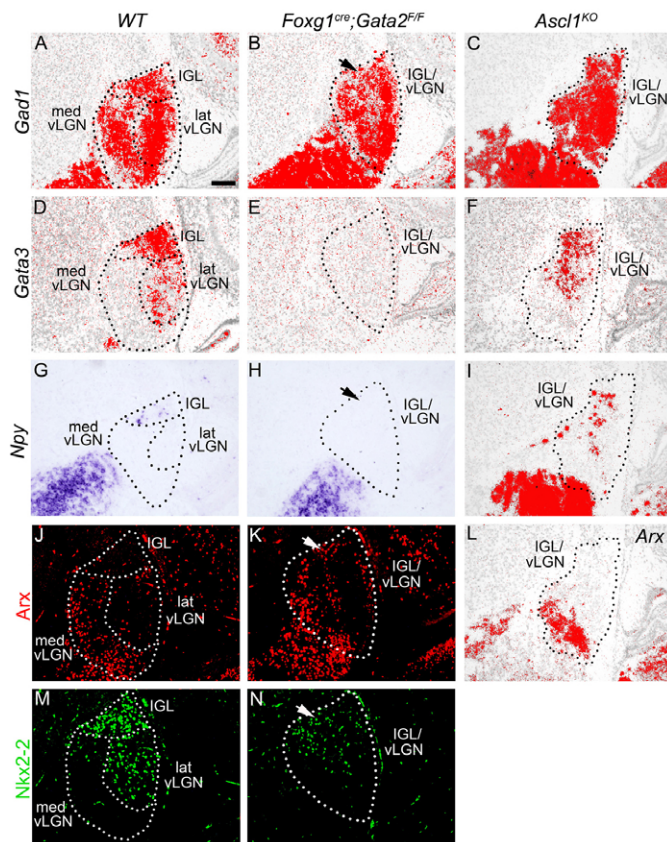 WT Foxg1cre;Gata2F/F Ascl1KO
Gad1
A IGL
med vLGN
lat vLGN
B IGL/
vLGN
C IGL/
vLGN
Gata3
D IGL
med vLGN
lat vLGN
E IGL/
vLGN
F IGL/
vLGN
Npy
G IGL
med vLGN
lat vLGN
H IGL/
vLGN
I IGL/
vLGN
Arx
J IGL
lat vLGN
med vLGN
K IGL/
vLGN
L IGL/ Arx
vLGN
Nkx2-2
M IGL
lat vLGN
med vLGN
N IGL/
vLGN